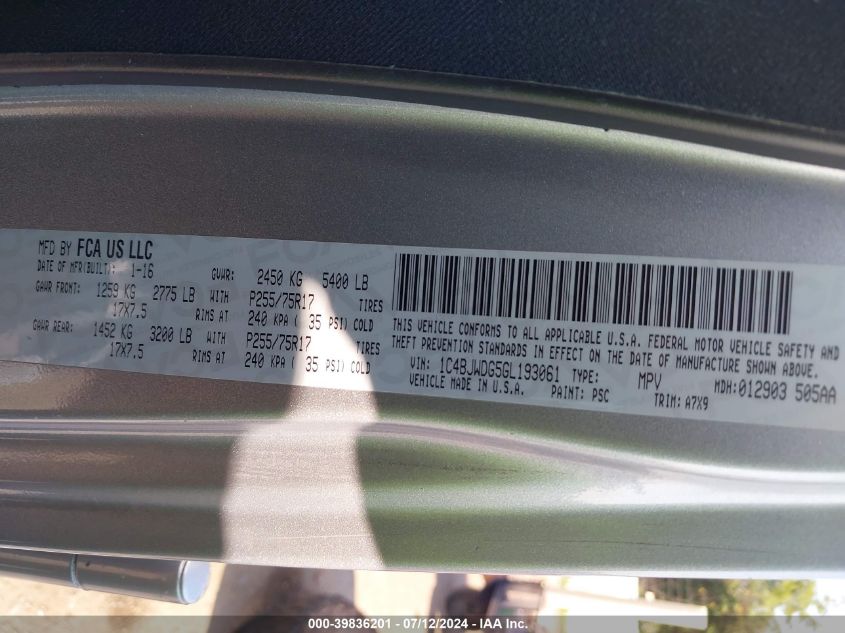 MFD BY FCA US LLC
DATE OF MFR(BUILT): 1-16 GVWR: 2450 KG 5400 LB
GAWR FRONT: 1259 KG 2775 LB WITH P255/75R17 TIRES
17X7.5 RIMS AT 240 KPA ( 35 PSI) COLD
GAWR REAR: 1452 KG 3200 LB WITH P255/75R17 TIRES
17X7.5 RIMS AT 240 KPA ( 35 PSI) COLD
THIS VEHICLE CONFORMS TO ALL APPLICABLE U.S.A. FEDERAL MOTOR VEHICLE SAFETY AND
THEFT PREVENTION STANDARDS IN EFFECT ON THE DATE OF MANUFACTURE SHOWN ABOVE.
VIN: 1C4BJWDG5GL193061 TYPE: MPV MDH:012903 505AA
VEHICLE MADE IN U.S.A. PAINT: PSC TRIM: A7X9
000-39836201 - 07/12/2024 - IAA Inc.